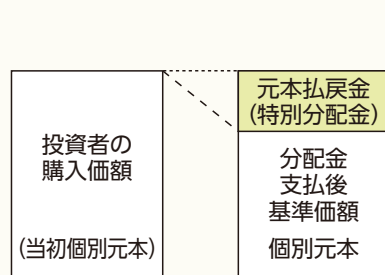 投資者の
購入価額
(当初個別元本)
元本払戻金
(特別分配金)
分配金
支払後
基準価額
個別元本